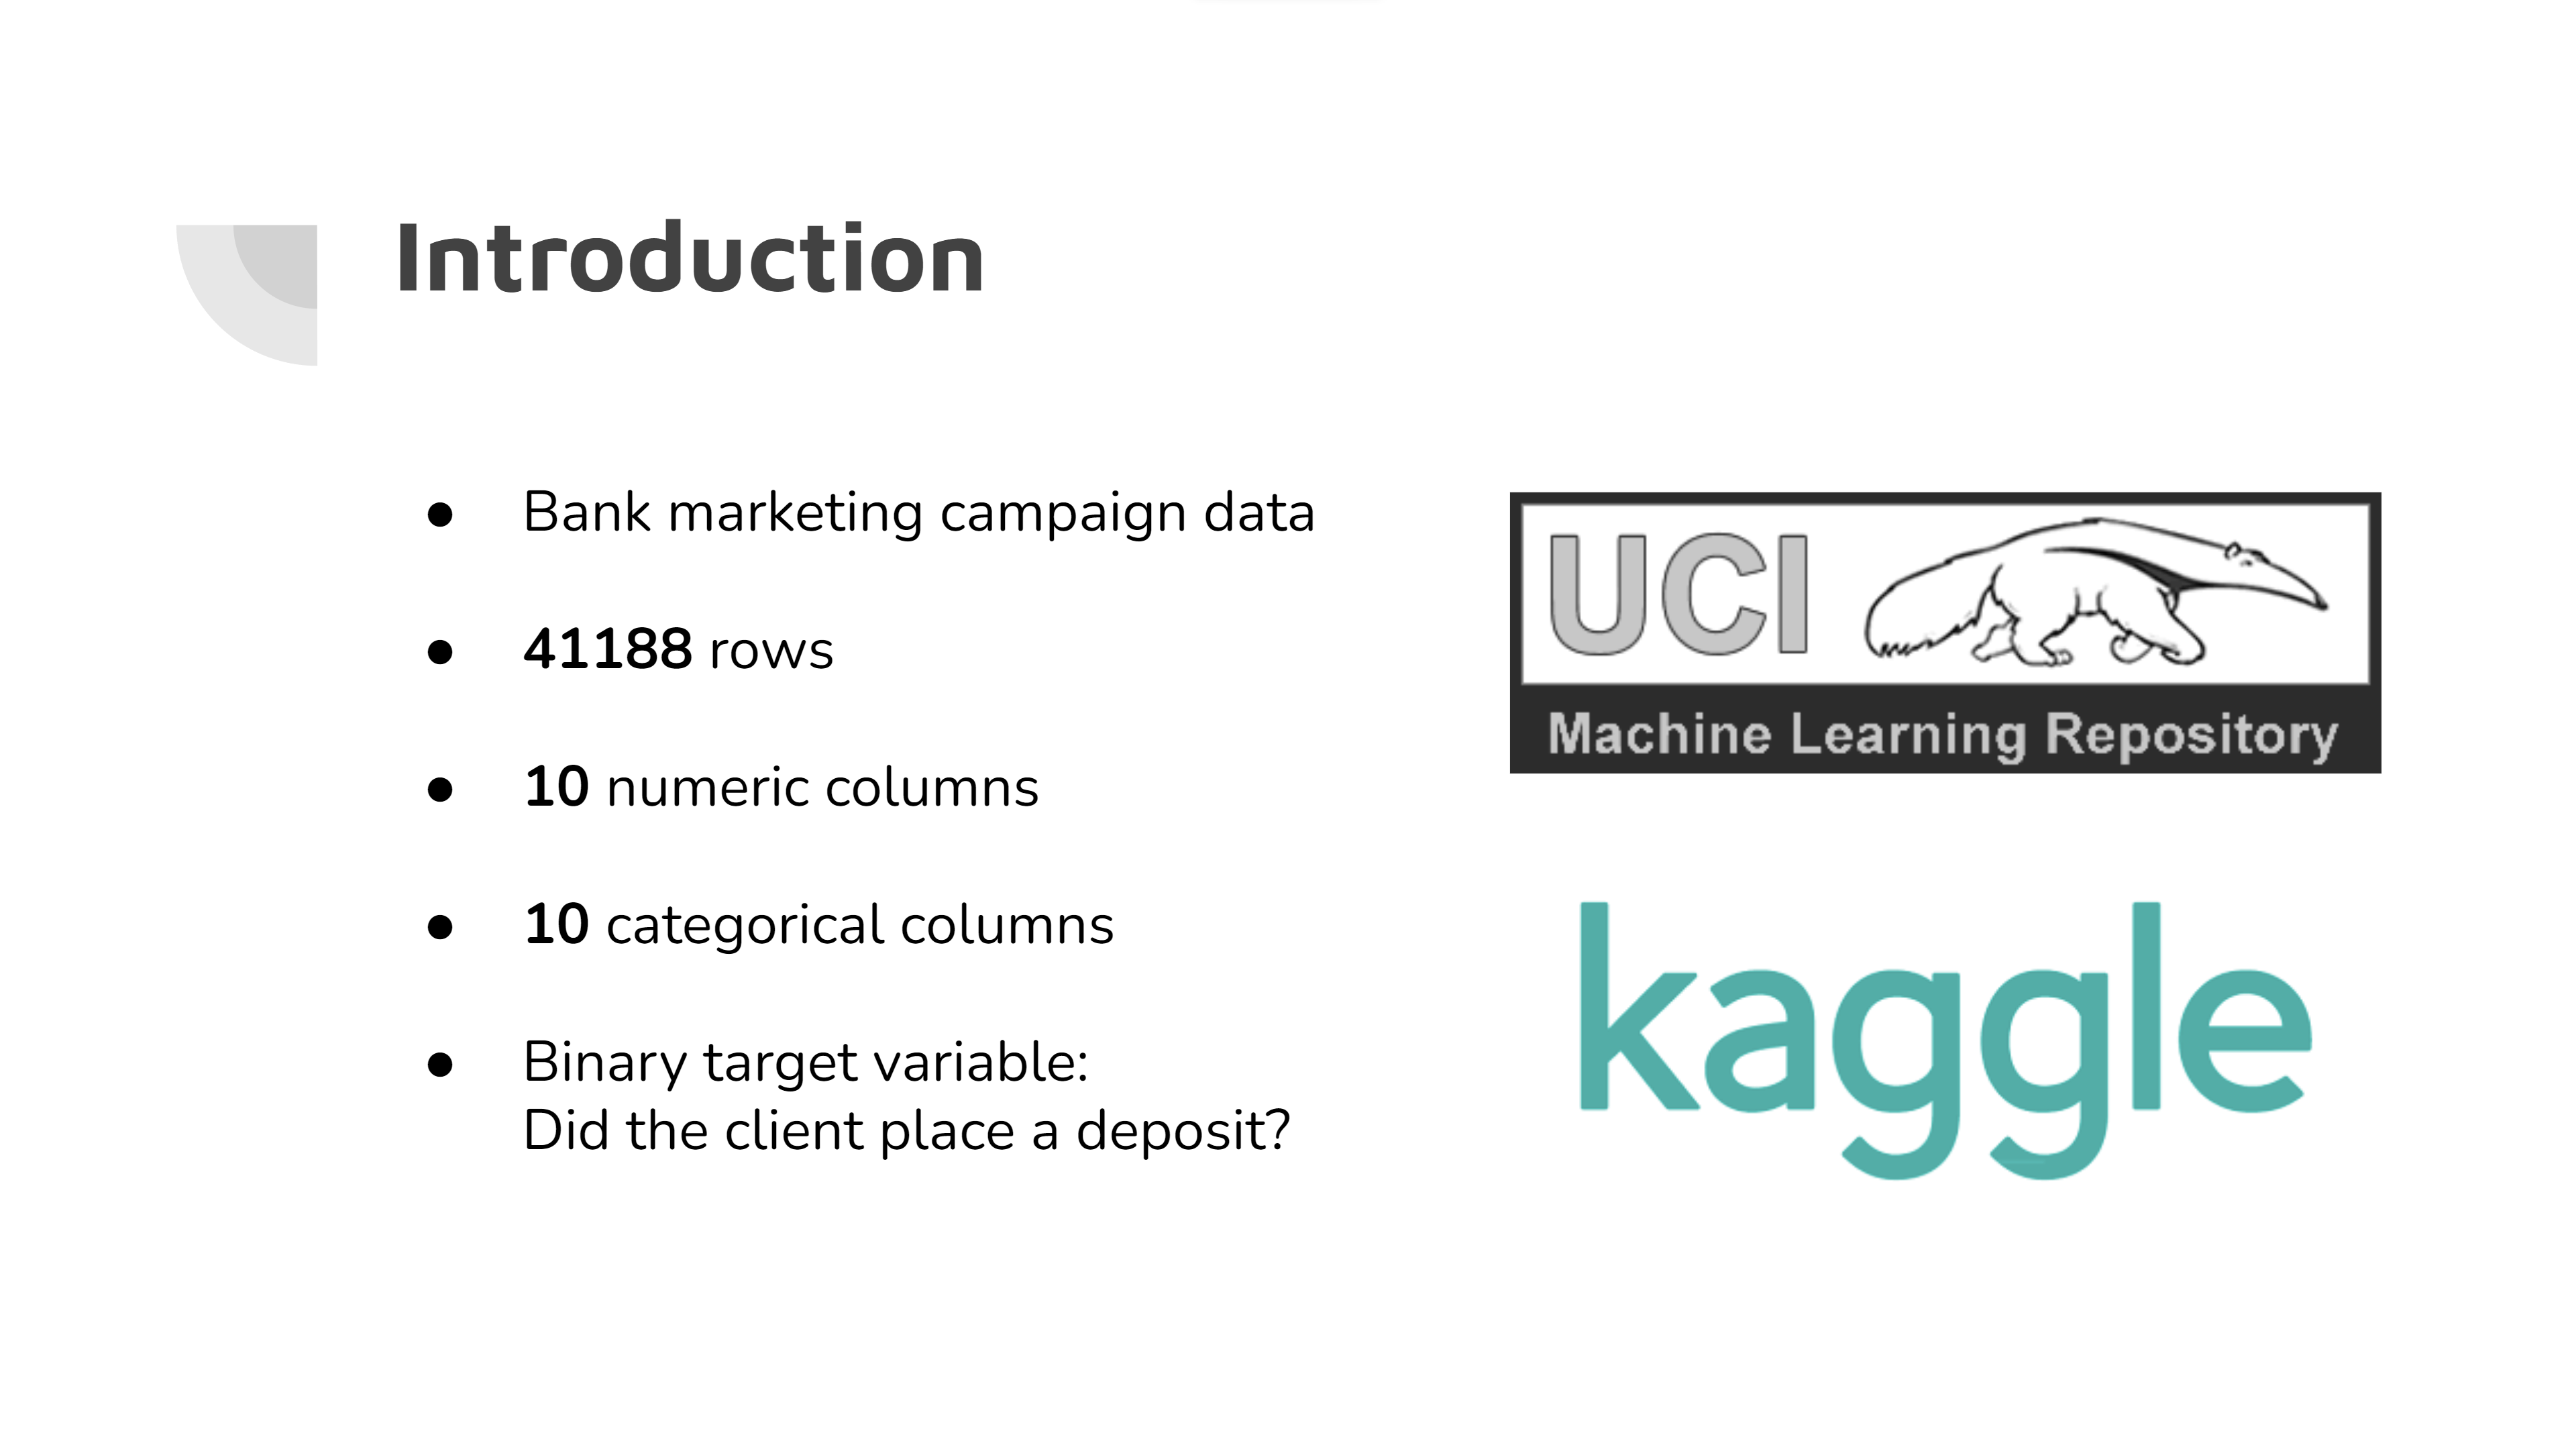 Introduction
● Bank marketing campaign data
● 41188 rows
● 10 numeric columns
● 10 categorical columns
● Binary target variable:
Did the client place a deposit?
UCI
Machine Learning Repository
kaggle